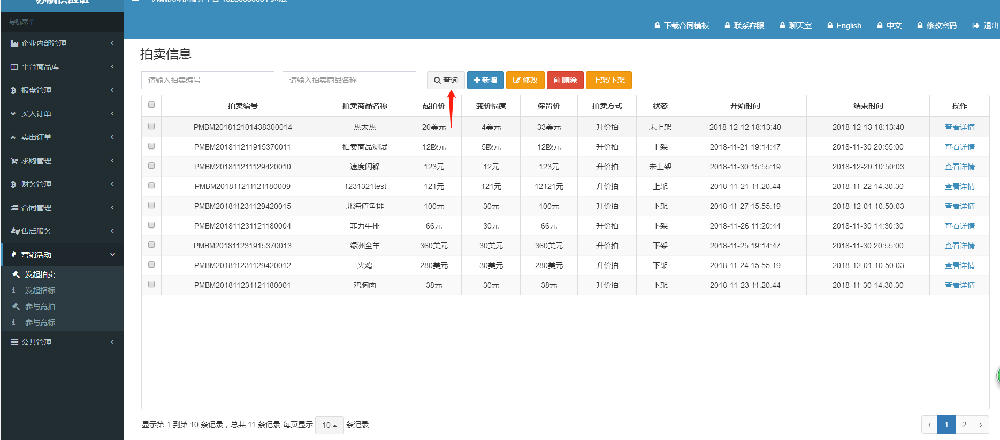 导航菜单
企业内部管理
平台商品库
报盘管理
买入订单
卖出订单
求购管理
财务管理
合同管理
售后服务
营销活动
发起拍卖
发起招标
参与竞拍
参与竞标
公共管理
下载合同模板 联系客服 聊天室 English 中文 修改密码 退出
拍卖信息
请输入拍卖编号 请输入拍卖商品名称 查询 新增 修改 删除 上架/下架
拍卖编号 拍卖商品名称 起拍价 变价幅度 保留价 拍卖方式 状态 开始时间 结束时间 操作
PMBM201812101438300014 热太热 20美元 4美元 33美元 升价拍 未上架 2018-12-12 18:13:40 2018-12-13 18:13:40 查看详情
PMBM201811211915370011 拍卖商品测试 12欧元 5欧元 12欧元 升价拍 上架 2018-11-21 19:14:47 2018-11-30 20:55:00 查看详情
PMBM201811211129420010 速度闪躲 123元 12元 123元 升价拍 未上架 2018-11-30 15:55:19 2018-12-20 10:50:03 查看详情
PMBM201811211121180009 1231321test 121元 121元 12121元 升价拍 上架 2018-11-21 11:20:44 2018-11-22 14:30:30 查看详情
PMBM201811231129420015 北海道鱼排 100元 30元 100元 升价拍 下架 2018-11-27 15:55:19 2018-12-01 10:50:03 查看详情
PMBM201811231121180004 菲力牛排 66元 30元 66元 升价拍 下架 2018-11-26 11:20:44 2018-11-30 14:30:30 查看详情
PMBM201811231915370013 绿洲全羊 360美元 30美元 360美元 升价拍 下架 2018-11-25 19:14:47 2018-11-30 20:55:00 查看详情
PMBM201811231129420012 火鸡 280美元 30美元 280美元 升价拍 下架 2018-11-24 15:55:19 2018-12-01 10:50:03 查看详情
PMBM201811231121180001 鸡胸肉 38元 30元 38元 升价拍 下架 2018-11-23 11:20:44 2018-11-30 14:30:30 查看详情
显示第 1 到第 10 条记录，总共 11 条记录 每页显示 10 条记录
‹ 1 2 ›